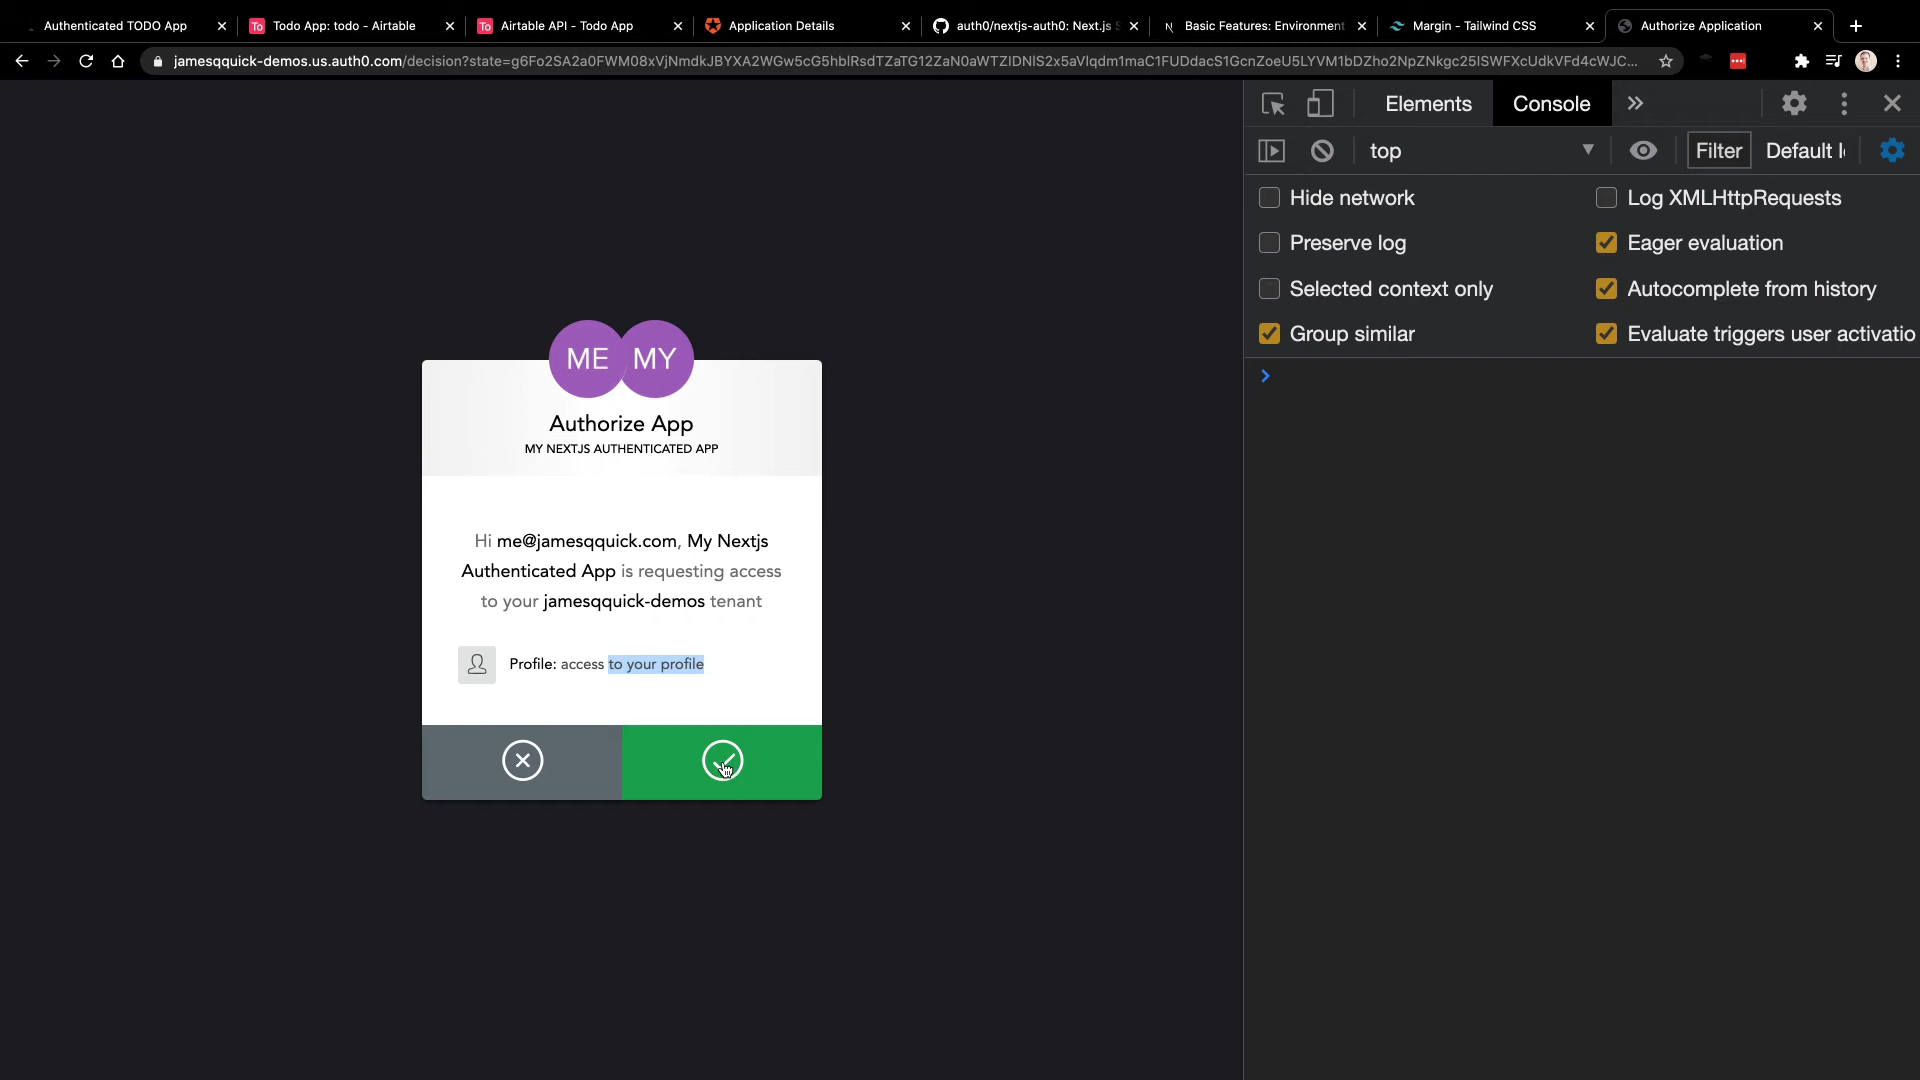 Authenticated TODO App
Todo App: todo - Airtable
Airtable API - Todo App
Application Details
auth0/nextjs-auth0: Next.js
Basic Features: Environment
Margin - Tailwind CSS
Authorize Application
jamesqquick-demos.us.auth0.com/decision?state=
Elements
Console
top
Filter
Default
Hide network
Log XMLHttpRequests
Preserve log
Eager evaluation
Selected context only
Autocomplete from history
Group similar
Evaluate triggers user activatio
ME MY
Authorize App
MY NEXTJS AUTHENTICATED APP
Hi me@jamesqquick.com, My Nextjs
Authenticated App is requesting access
to your jamesqquick-demos tenant
Profile: access to your profile